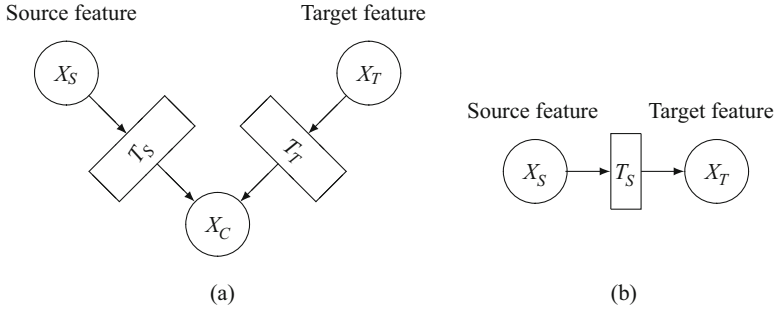 Source feature
Target feature
X_S
X_T
T_S
T_T
X_C
(a)
Source feature
Target feature
X_S
T_S
X_T
(b)